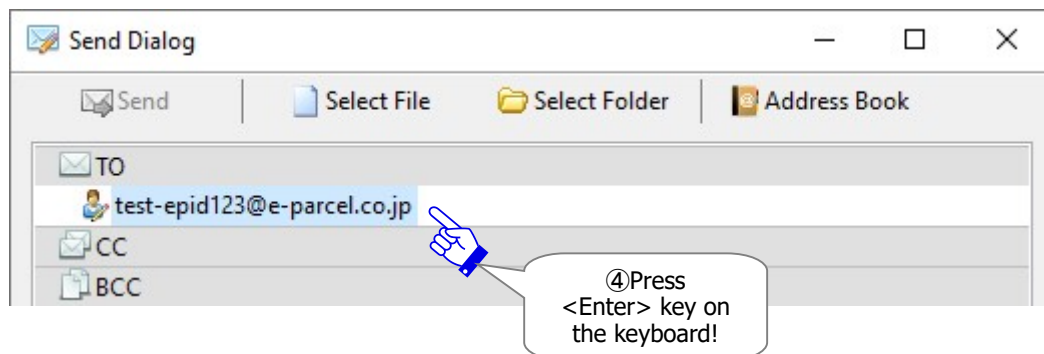 Send Dialog
Send Select File Select Folder Address Book
TO
test-epid123@e-parcel.co.jp
CC
BCC
④Press
<Enter> key on
the keyboard!